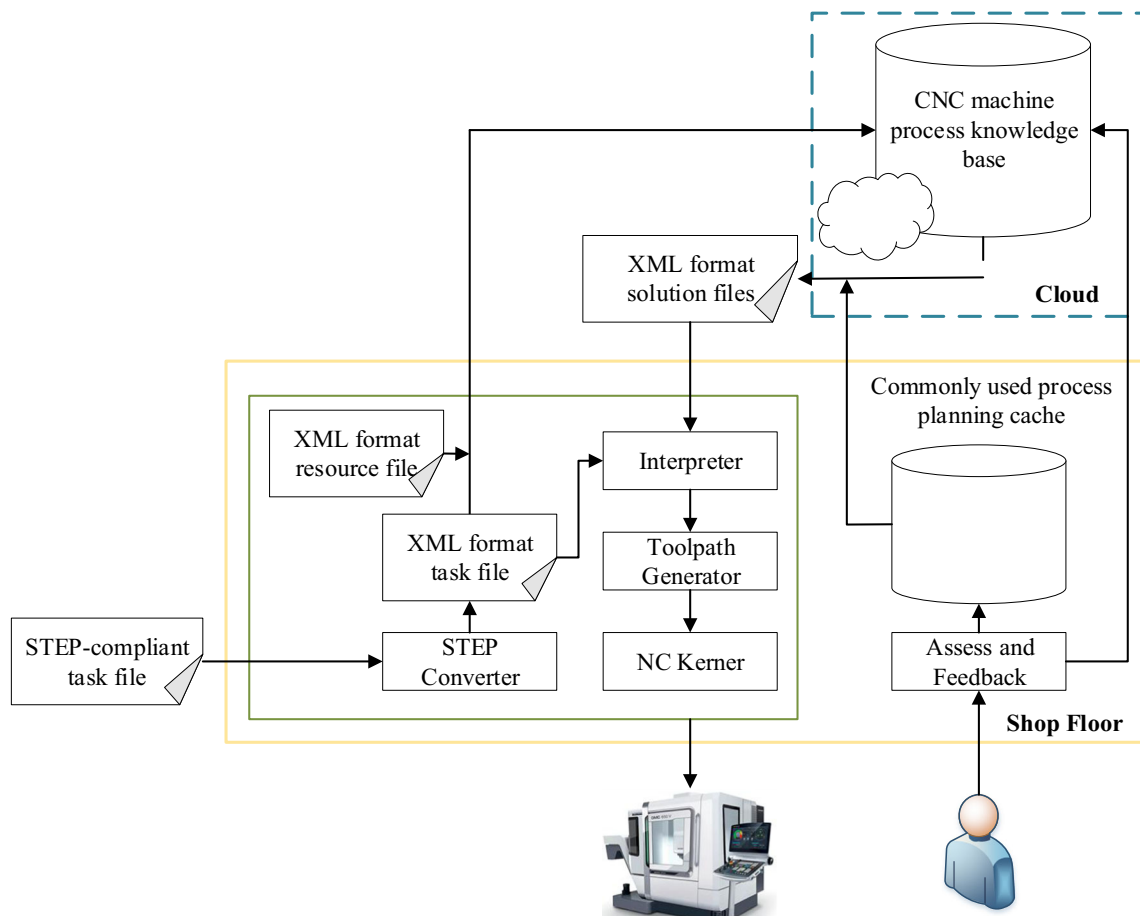 CNC machine
process knowledge
base
XML format
solution files
Cloud
Commonly used process
planning cache
XML format
resource file
Interpreter
XML format
task file
Toolpath
Generator
STEP-compliant
task file
STEP
Converter
NC Kerner
Assess and
Feedback
Shop Floor